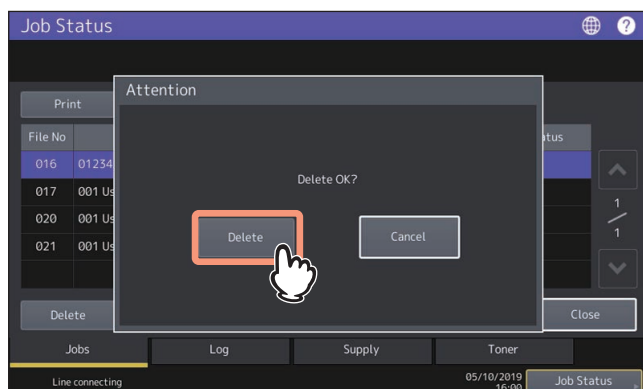 Job Status
?
Attention
Print
File No
tus
016 01234
017 001 Us
020 001 Us
021 001 Us
Delete OK?
Delete
Cancel
1
1
Delete
Close
Jobs
Log
Supply
Toner
Line connecting
05/10/2019
16:00
Job Status